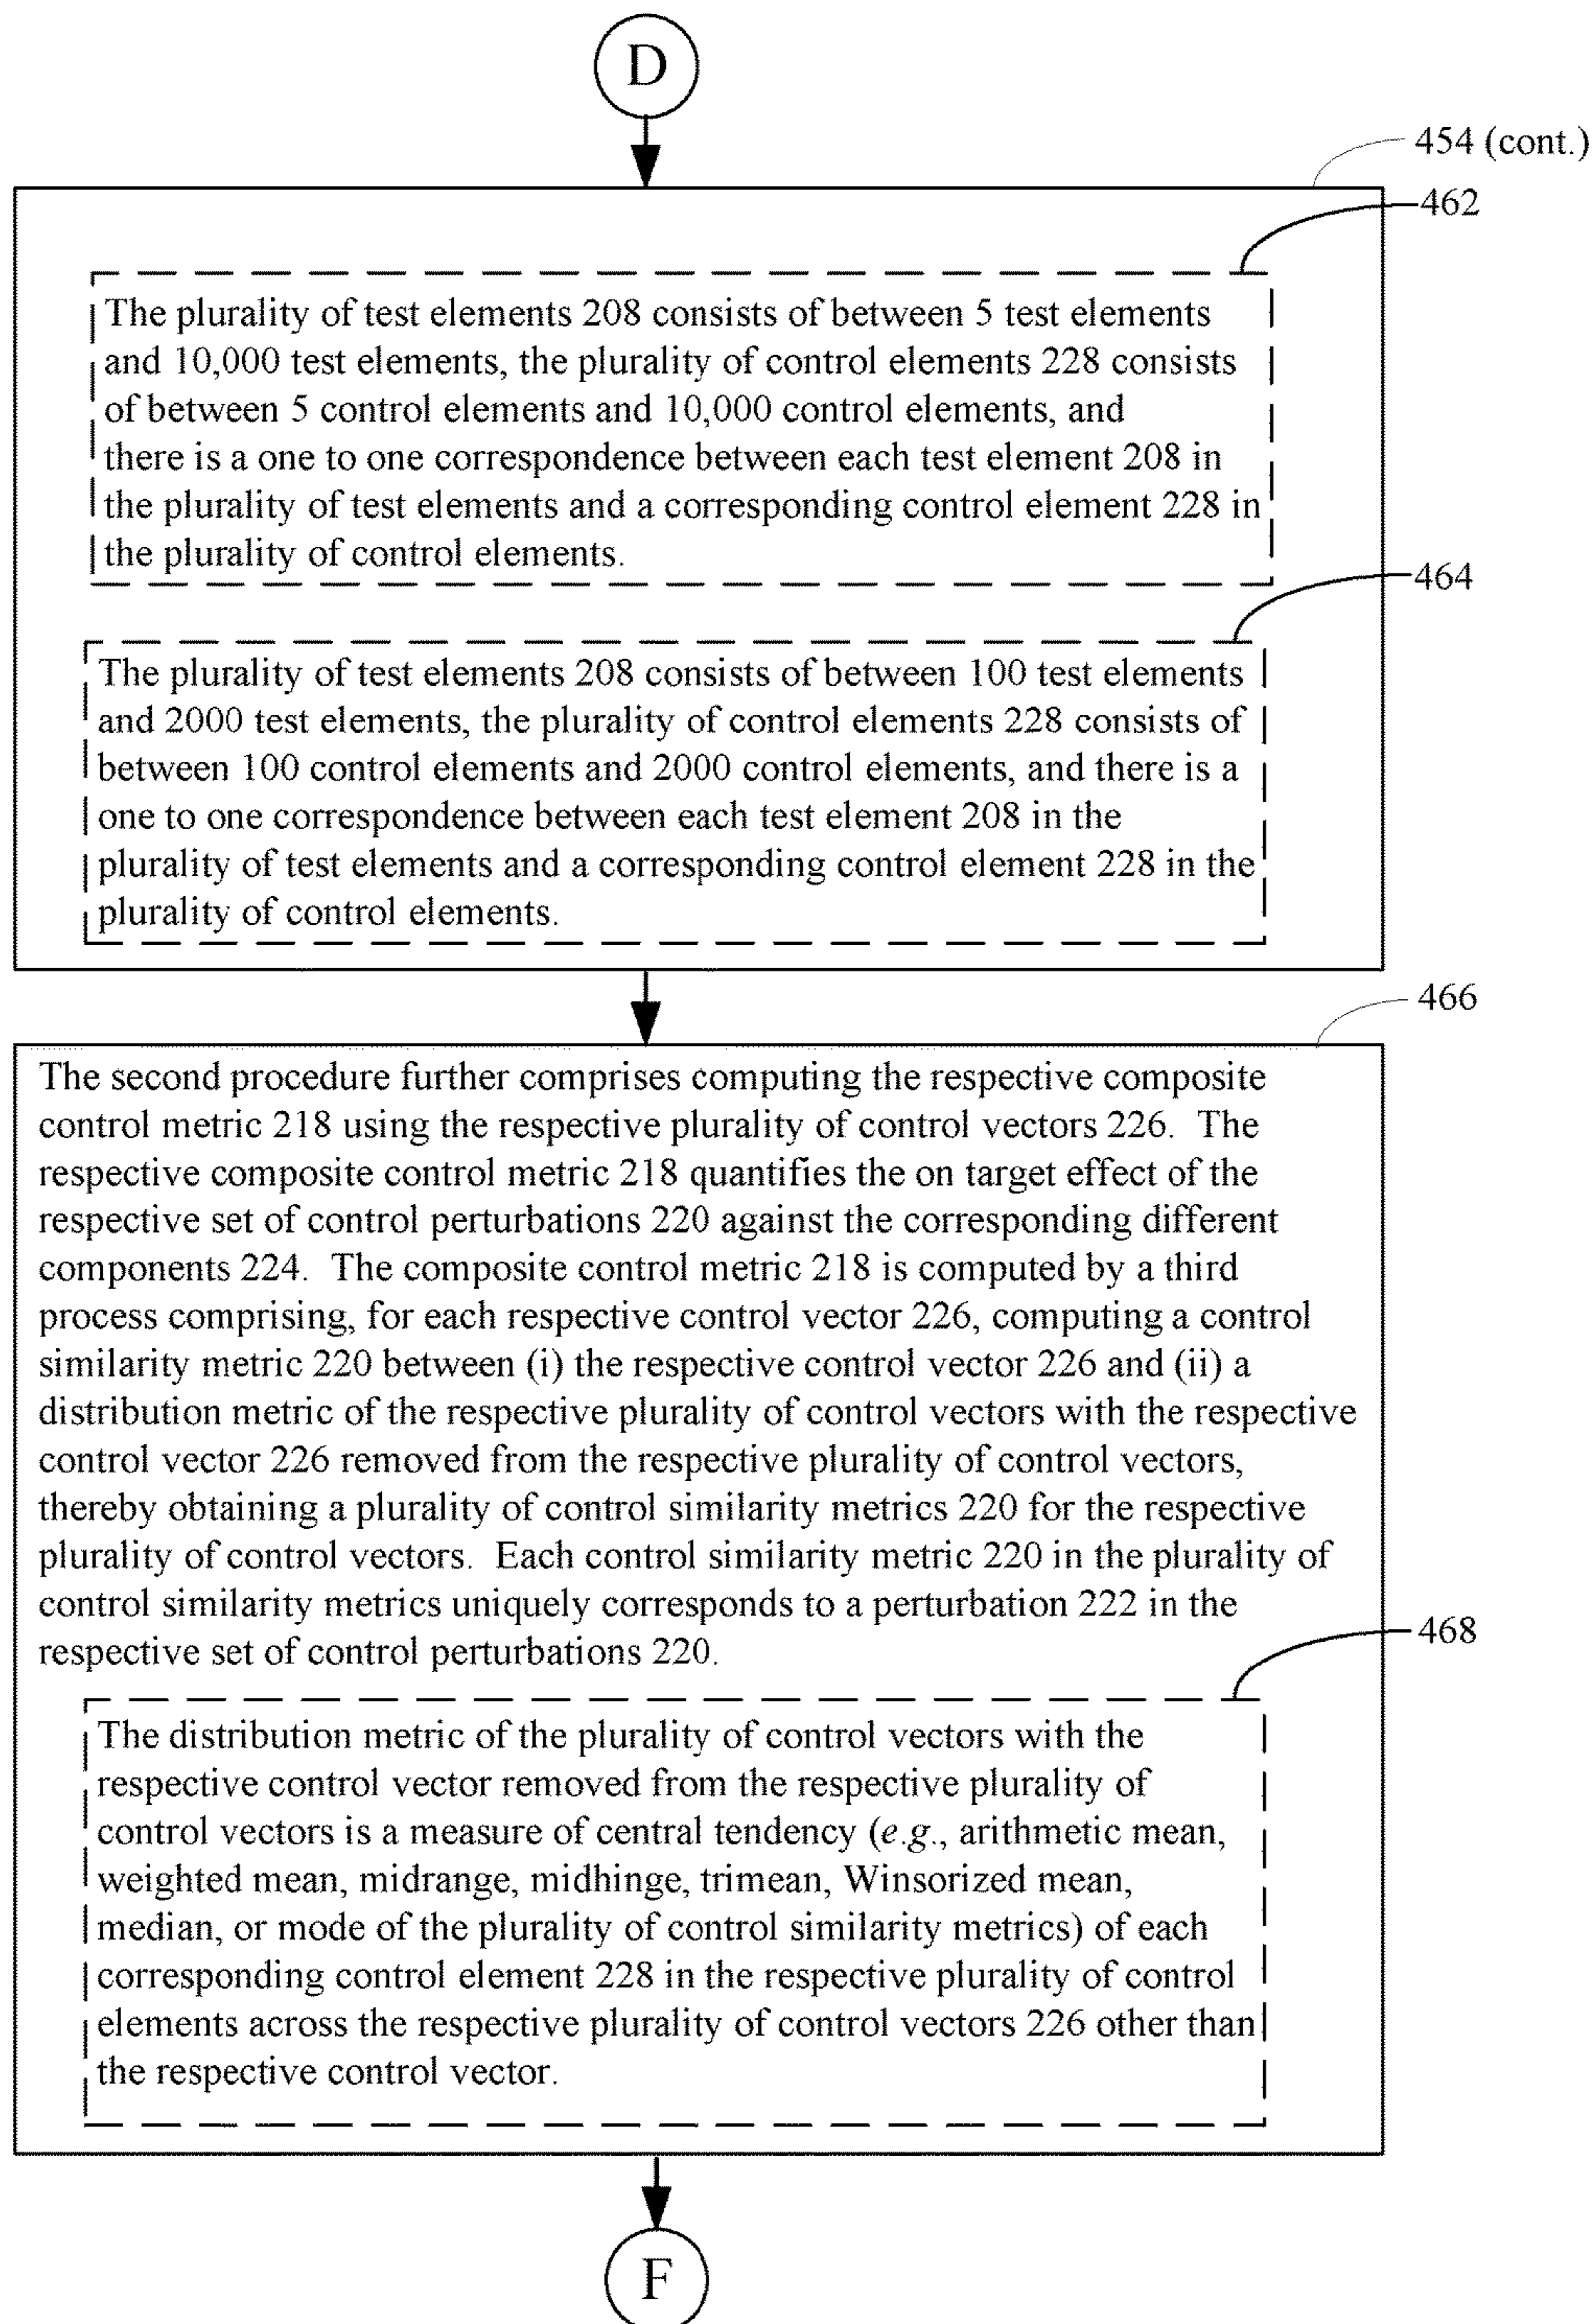 D
454 (cont.)
462
The plurality of test elements 208 consists of between 5 test elements
and 10,000 test elements, the plurality of control elements 228 consists
of between 5 control elements and 10,000 control elements, and
there is a one to one correspondence between each test element 208 in
the plurality of test elements and a corresponding control element 228 in
the plurality of control elements.
464
The plurality of test elements 208 consists of between 100 test elements
and 2000 test elements, the plurality of control elements 228 consists of
between 100 control elements and 2000 control elements, and there is a
one to one correspondence between each test element 208 in the
plurality of test elements and a corresponding control element 228 in the
plurality of control elements.
466
The second procedure further comprises computing the respective composite
control metric 218 using the respective plurality of control vectors 226.  The
respective composite control metric 218 quantifies the on target effect of the
respective set of control perturbations 220 against the corresponding different
components 224.  The composite control metric 218 is computed by a third
process comprising, for each respective control vector 226, computing a control
similarity metric 220 between (i) the respective control vector 226 and (ii) a
distribution metric of the respective plurality of control vectors with the respective
control vector 226 removed from the respective plurality of control vectors,
thereby obtaining a plurality of control similarity metrics 220 for the respective
plurality of control vectors.  Each control similarity metric 220 in the plurality of
control similarity metrics uniquely corresponds to a perturbation 222 in the
respective set of control perturbations 220.
468
The distribution metric of the plurality of control vectors with the
respective control vector removed from the respective plurality of
control vectors is a measure of central tendency (e.g., arithmetic mean,
weighted mean, midrange, midhinge, trimean, Winsorized mean,
median, or mode of the plurality of control similarity metrics) of each
corresponding control element 228 in the respective plurality of control
elements across the respective plurality of control vectors 226 other than
the respective control vector.
F